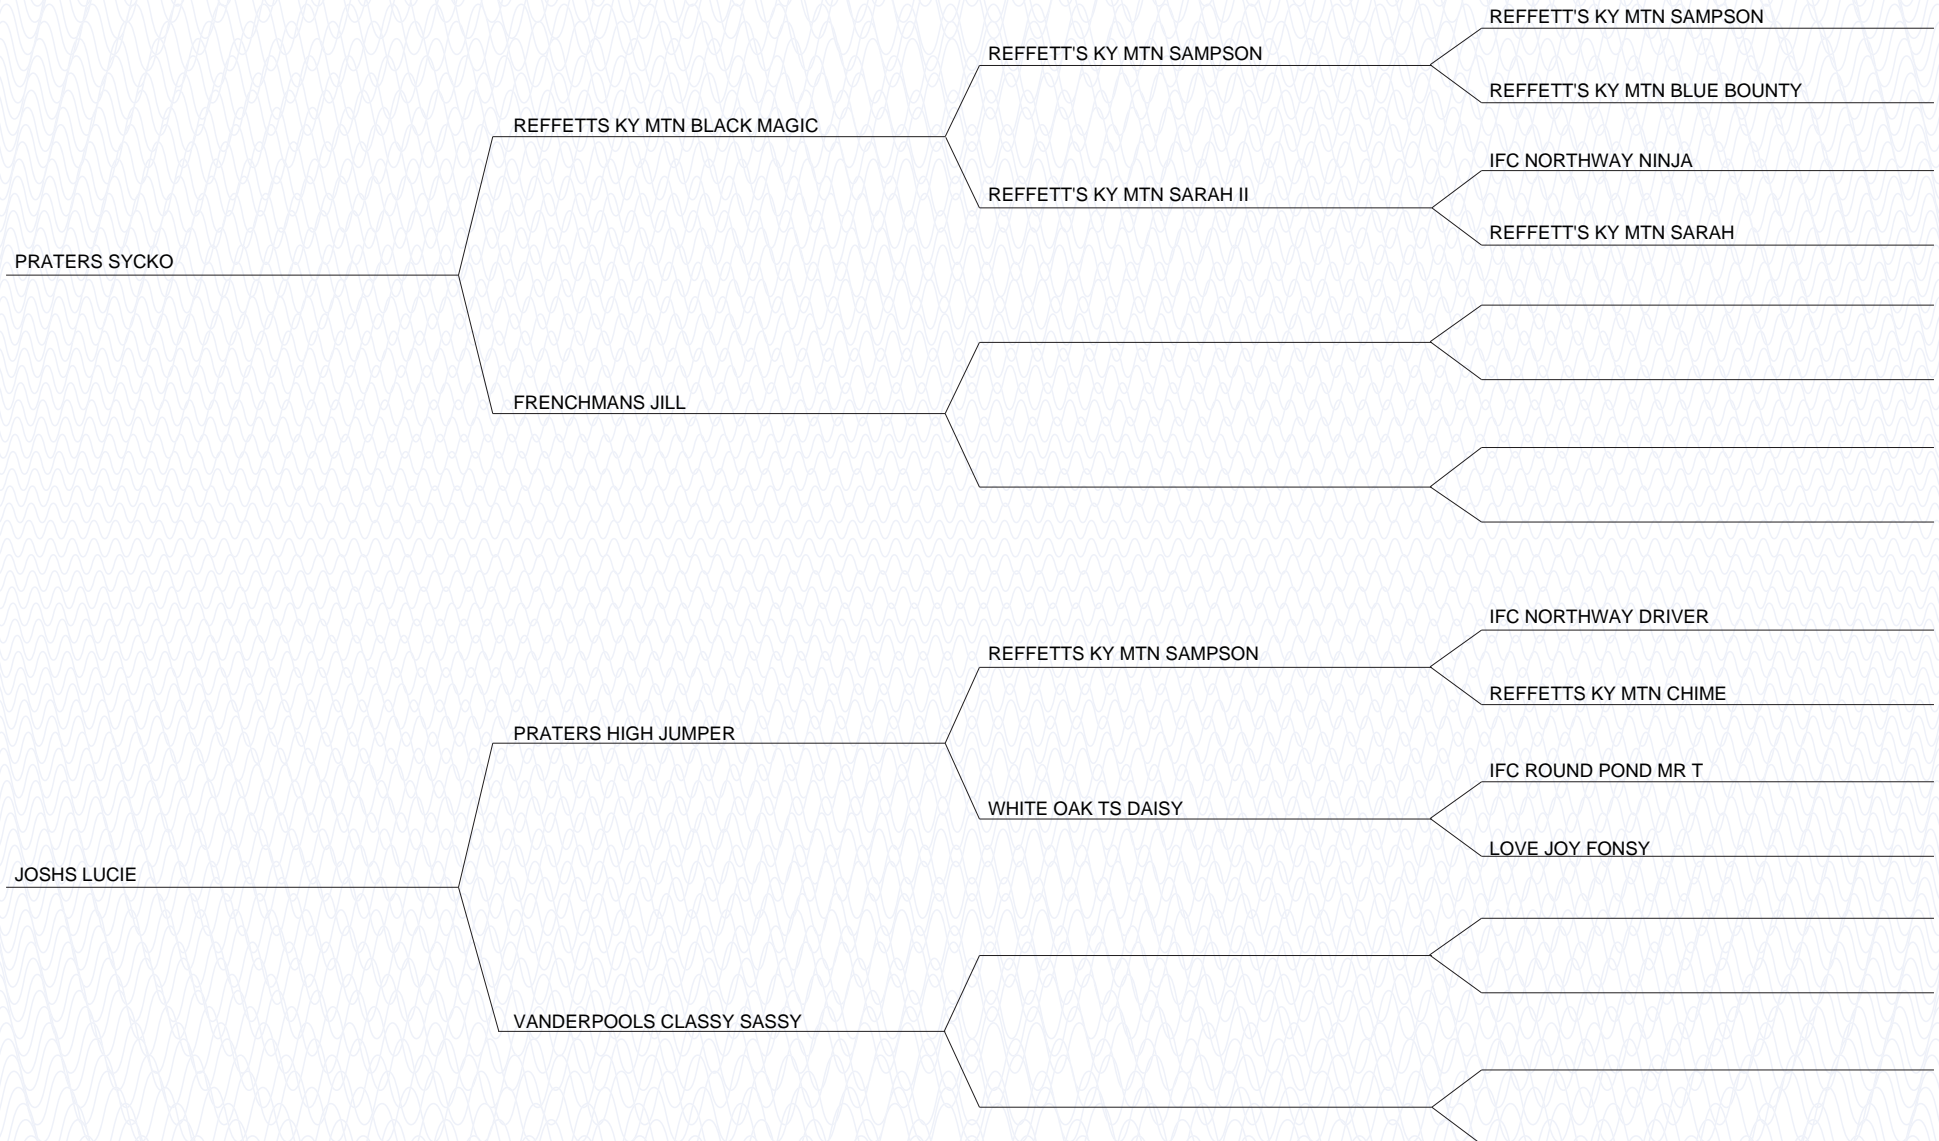 REFFETT'S KY MTN SAMPSON
REFFETT'S KY MTN SAMPSON
REFFETT'S KY MTN BLUE BOUNTY
REFFETTS KY MTN BLACK MAGIC
IFC NORTHWAY NINJA
REFFETT'S KY MTN SARAH II
REFFETT'S KY MTN SARAH
PRATERS SYCKO
FRENCHMANS JILL
IFC NORTHWAY DRIVER
REFFETTS KY MTN SAMPSON
REFFETTS KY MTN CHIME
PRATERS HIGH JUMPER
IFC ROUND POND MR T
WHITE OAK TS DAISY
LOVE JOY FONSY
JOSHS LUCIE
VANDERPOOLS CLASSY SASSY